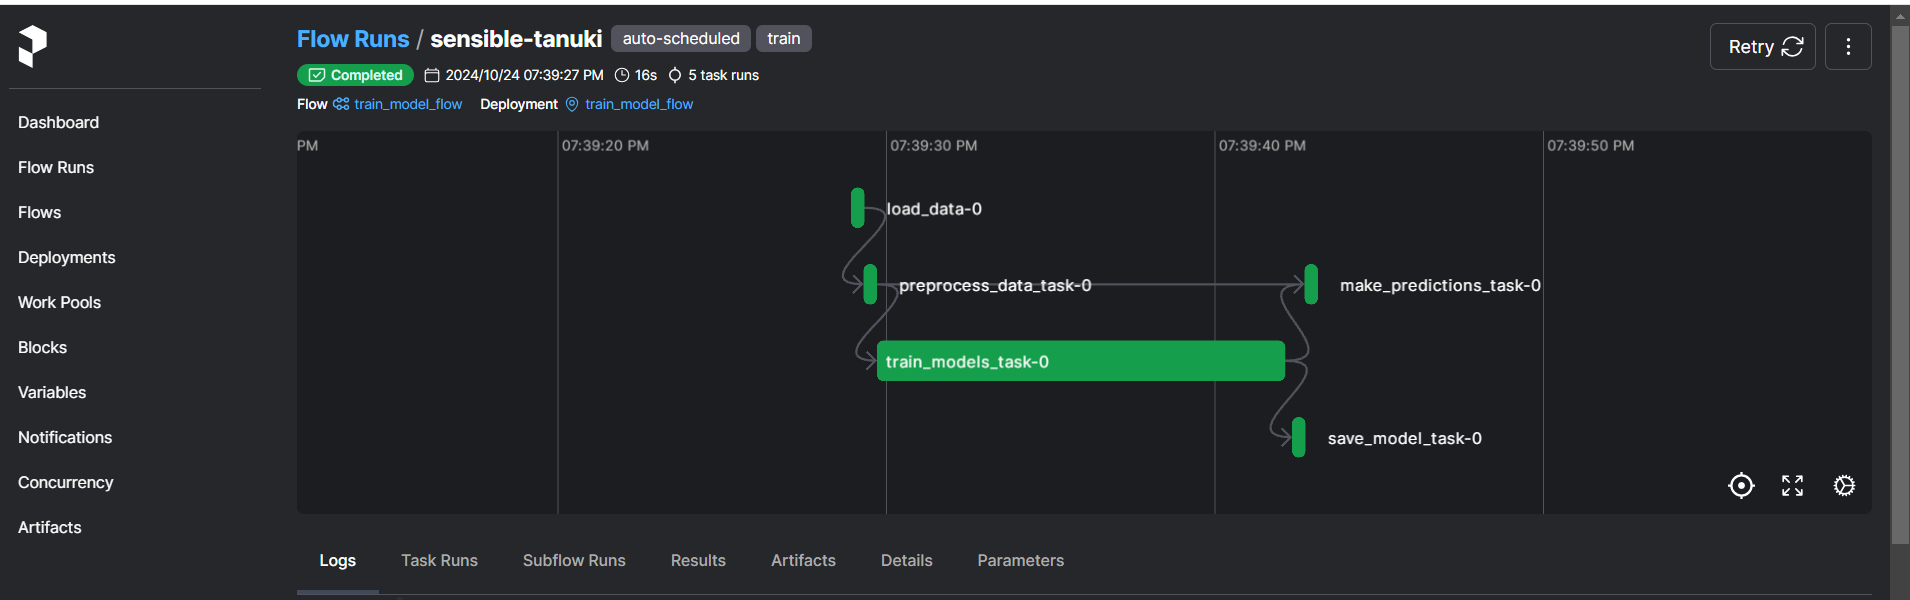 Flow Runs / sensible-tanuki auto-scheduled train
Retry
Completed 2024/10/24 07:39:27 PM 16s 5 task runs
Flow train_model_flow Deployment train_model_flow
Dashboard
Flow Runs
Flows
Deployments
Work Pools
Blocks
Variables
Notifications
Concurrency
Artifacts
PM 07:39:20 PM 07:39:30 PM 07:39:40 PM 07:39:50 PM
load_data-0
preprocess_data_task-0 make_predictions_task-0
train_models_task-0
save_model_task-0
Logs Task Runs Subflow Runs Results Artifacts Details Parameters